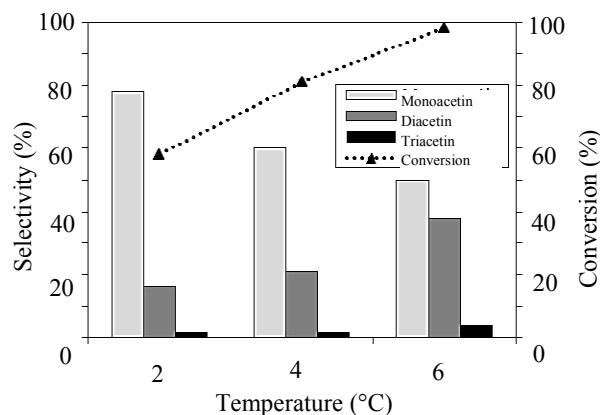 100
80
60
40
20
0
Selectivity (%)
Monoacetin
Diacetin
Triacetin
Conversion
100
80
60
40
20
0
Conversion (%)
2 4 6
Temperature (°C)